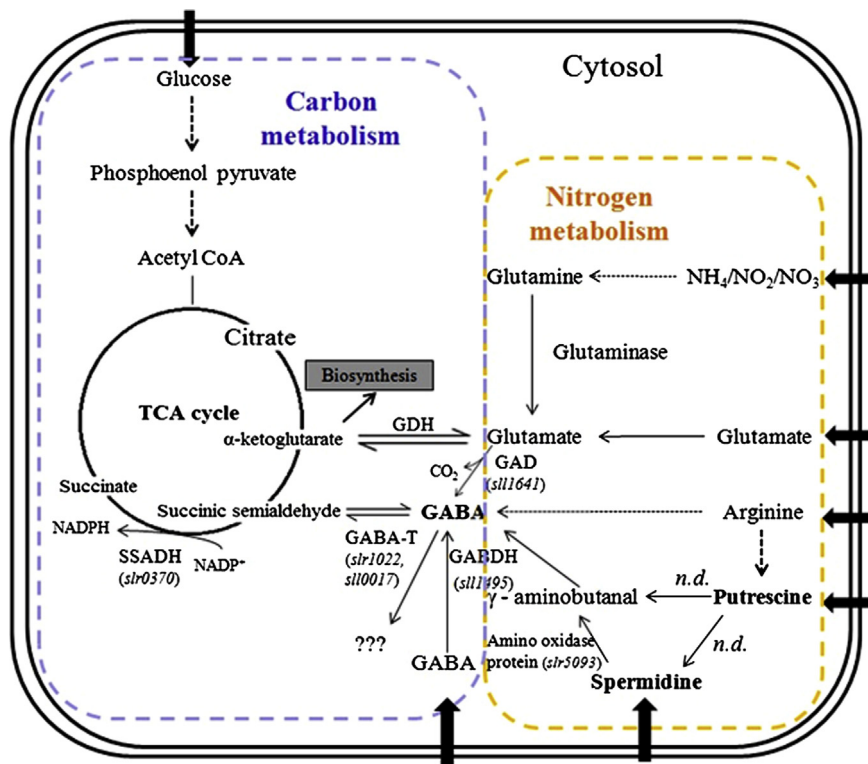 Cytosol
Glucose
Carbon
metabolism
Phosphoenol pyruvate
Acetyl CoA
Citrate
Biosynthesis
TCA cycle
α-ketoglutarate
GDH
Succinate
Succinic semialdehyde
NADPH
SSADH
(slr0370)
NADP+
GABA-T
(slr1022,
sll0017)
CO2
GABA
GABDH
(sll1495)
???
GABA
Nitrogen
metabolism
Glutamine
NH4/NO2/NO3
Glutaminase
Glutamate
Glutamate
GAD
(sll1641)
Arginine
γ - aminobutanal
n.d.
Putrescine
n.d.
Amino oxidase
protein (slr5093)
Spermidine